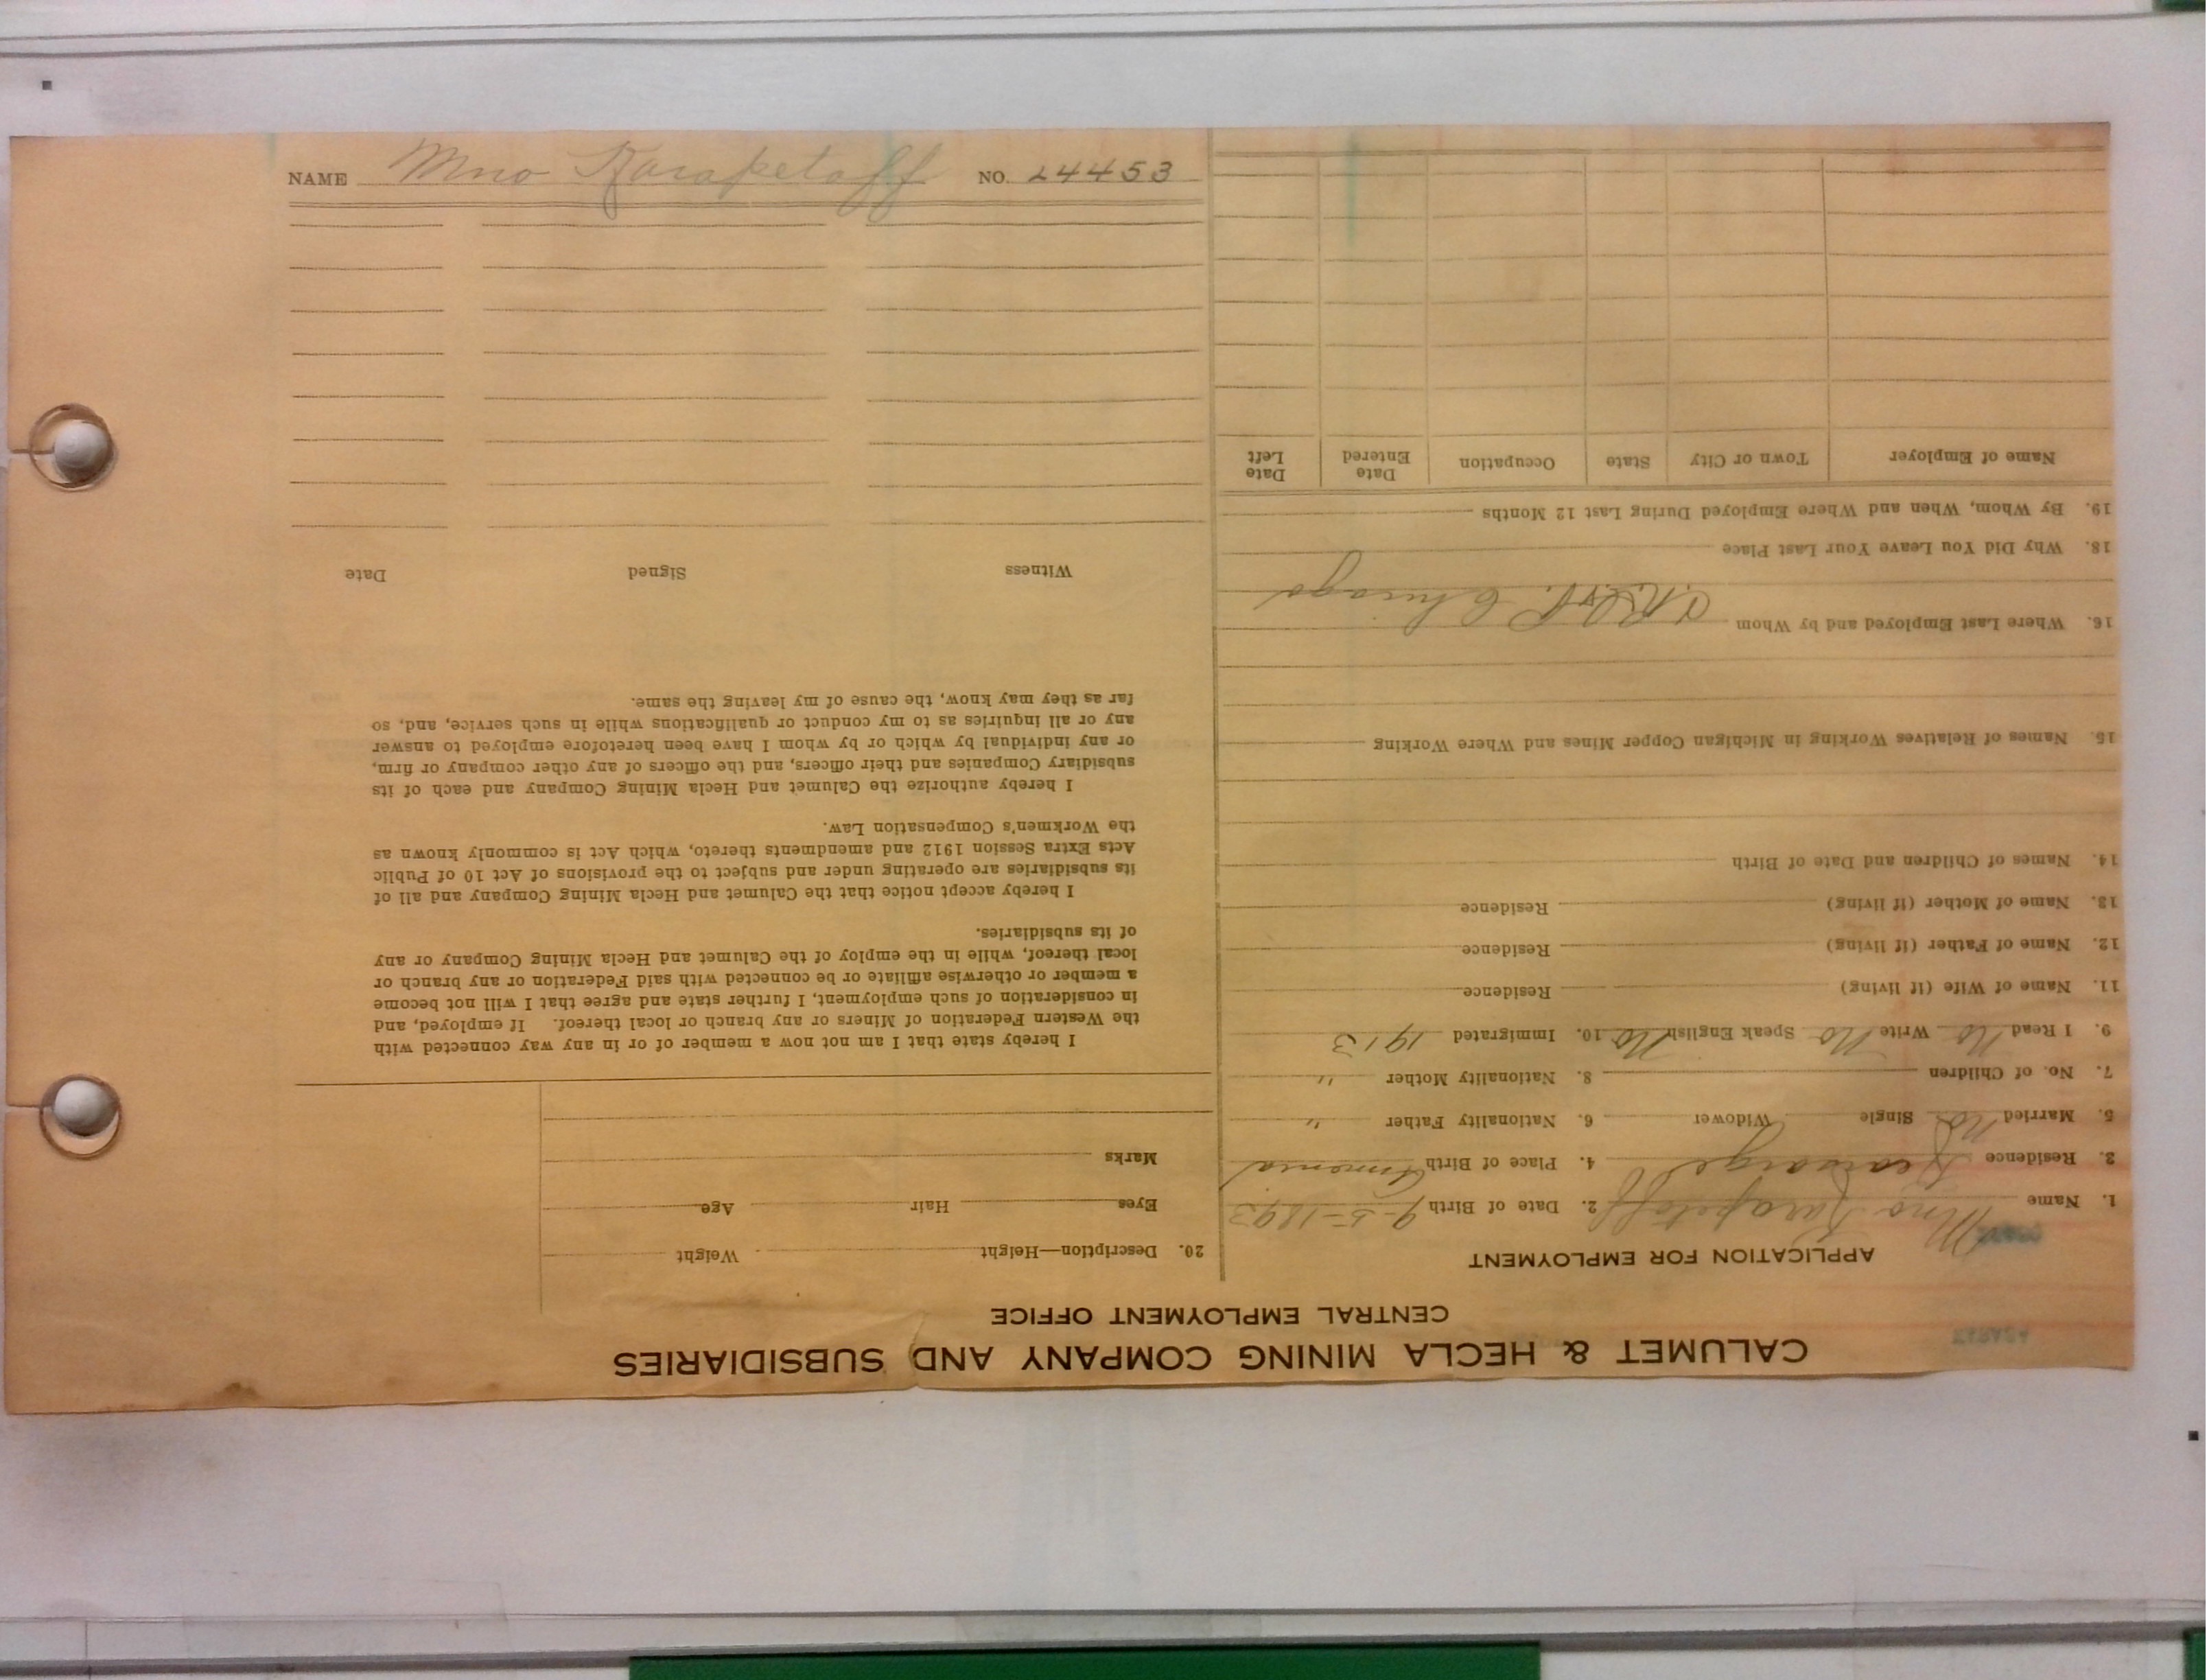 NAME Mno Karapetoff NO. 24453
CALUMET & HECLA MINING COMPANY AND SUBSIDIARIES
CENTRAL EMPLOYMENT OFFICE
APPLICATION FOR EMPLOYMENT
1. Name Mno Karapetoff 2. Date of Birth 9-5-1893
3. Residence Kearsarge 4. Place of Birth Armenia
5. Married No Single Widower 6. Nationality Father "
7. No. of Children 8. Nationality Mother "
9. I Read No Write No Speak English No 10. Immigrated 1913
11. Name of Wife (if living) Residence
12. Name of Father (if living) Residence
13. Name of Mother (if living) Residence
14. Names of Children and Date of Birth
15. Names of Relatives Working in Michigan Copper Mines and Where Working
16. Where Last Employed and by Whom Chicago
18. Why Did You Leave Your Last Place
19. By Whom, When and Where Employed During Last 12 Months
Name of Employer Town or City State Occupation Date Entered Date Left
20. Description—Height Weight
Eyes Hair Age
Marks
I hereby state that I am not now a member of or in any way connected with
the Western Federation of Miners or any branch or local thereof. If employed, and
in consideration of such employment, I further state and agree that I will not become
a member or otherwise affiliate or be connected with said Federation or any branch or
local thereof, while in the employ of the Calumet and Hecla Mining Company or any
of its subsidiaries.
I hereby accept notice that the Calumet and Hecla Mining Company and all of
its subsidiaries are operating under and subject to the provisions of Act 10 of Public
Acts Extra Session 1912 and amendments thereto, which Act is commonly known as
the Workmen's Compensation Law.
I hereby authorize the Calumet and Hecla Mining Company and each of its
subsidiary Companies and their officers, and the officers of any other company or firm,
or any individual by which or by whom I have been heretofore employed to answer
any or all inquiries as to my conduct or qualifications while in such service, and, so
far as they may know, the cause of my leaving the same.
Witness Signed Date